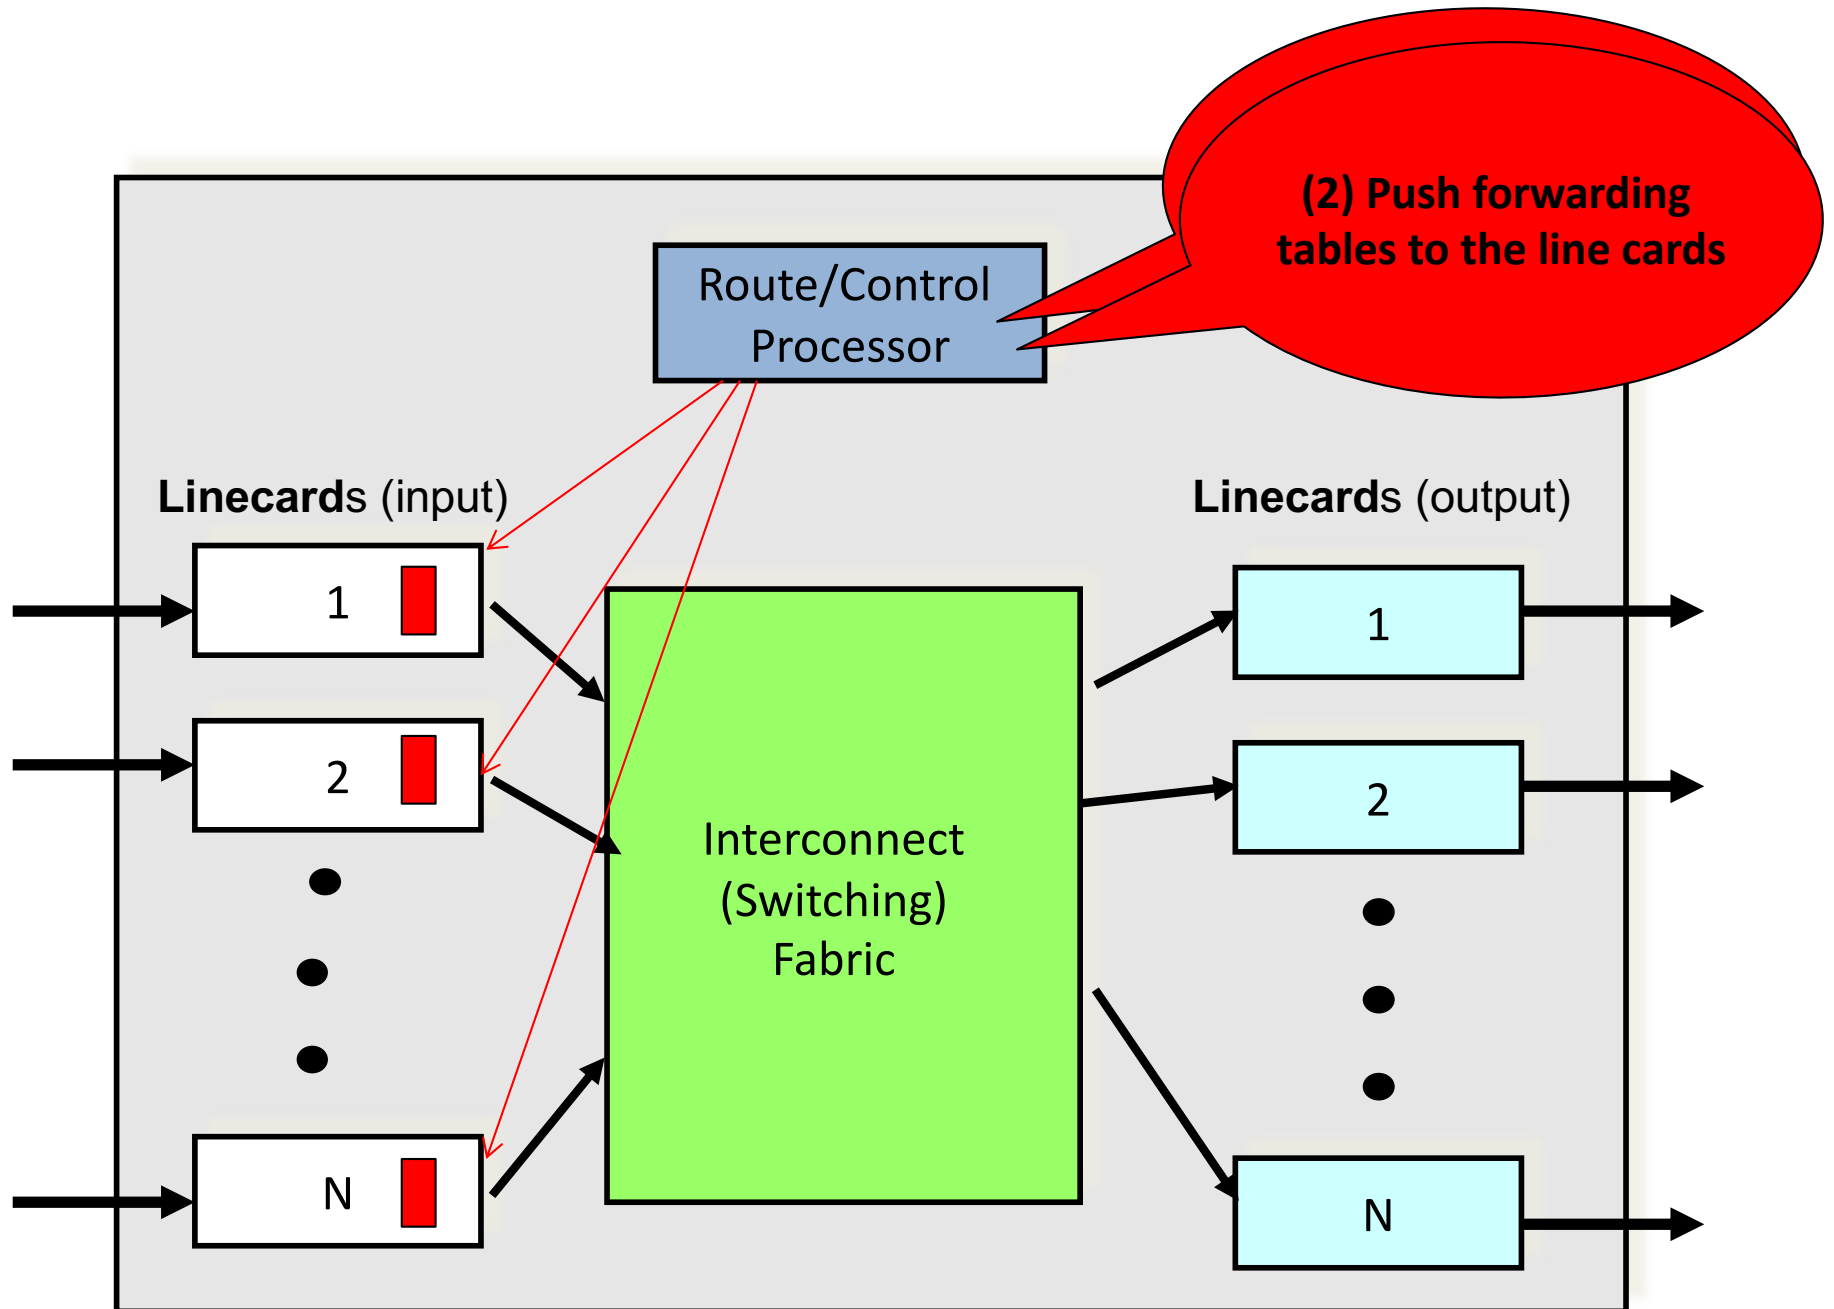 (2) Push forwarding
tables to the line cards
Route/Control
Processor
Linecards (input)
Linecards (output)
1
1
2
2
Interconnect
(Switching)
Fabric
N
N